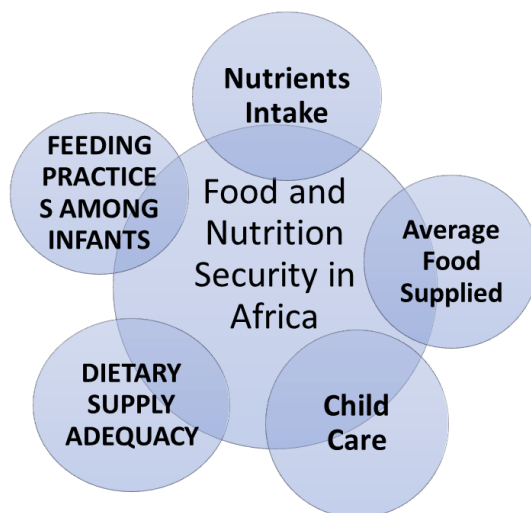 Nutrients
Intake
FEEDING
PRACTICE
S AMONG
INFANTS
Food and
Nutrition
Security in
Africa
Average
Food
Supplied
DIETARY
SUPPLY
ADEQUACY
Child
Care